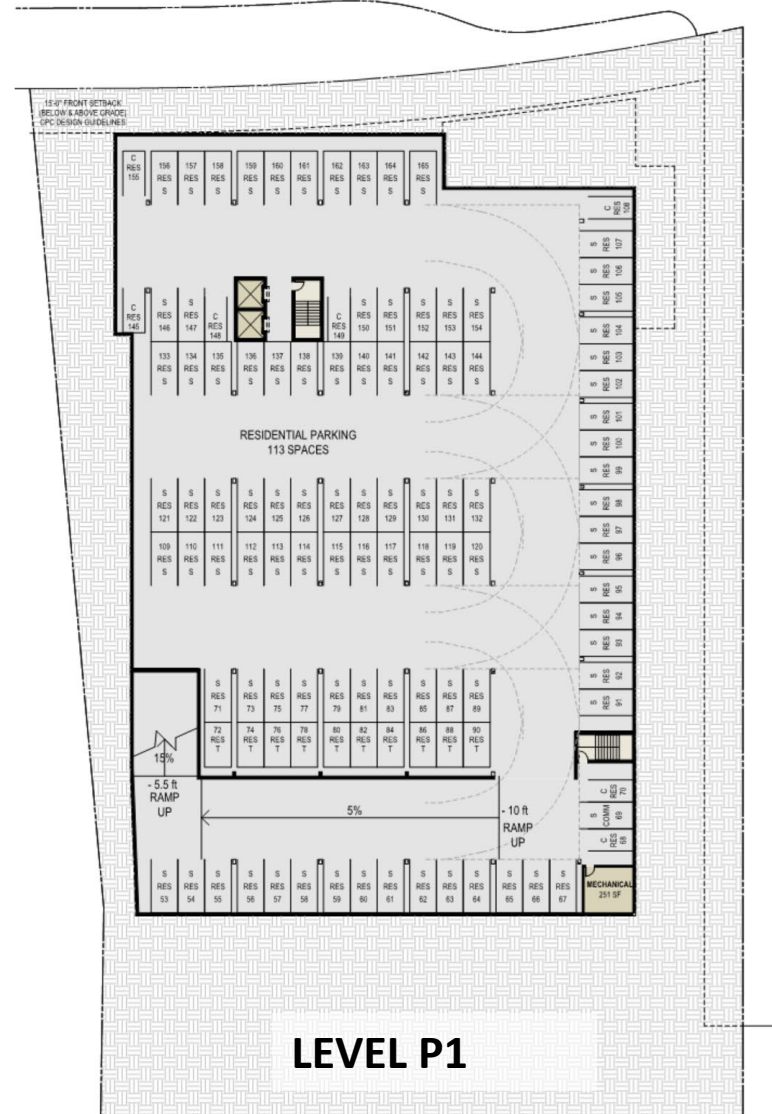 15'-0" FRONT SETBACK
(BELOW & ABOVE GRADE)
CPC DESIGN GUIDELINES
C
RES
155
156 157 158 159 160 161 162 163 164 165
RES RES RES RES RES RES RES RES RES RES
S S S S S S S S S S
C
RES
108
S RES 107
S RES 106
S RES 105
S RES 104
S RES 103
S RES 102
S RES 101
S RES 100
S RES 99
S RES 98
S RES 97
S RES 96
S RES 95
S RES 94
S RES 93
S RES 92
S RES 91
C
RES
145
S S
RES RES
146 147
C
RES
148
C
RES
149
S S S S S
RES RES RES RES RES
150 151 152 153 154
133 134 135 136 137 138 139 140 141 142 143 144
RES RES RES RES RES RES RES RES RES RES RES RES
S S S S S S S S S S S S
RESIDENTIAL PARKING
113 SPACES
S S S S S S S S S S S S
RES RES RES RES RES RES RES RES RES RES RES RES
121 122 123 124 125 126 127 128 129 130 131 132
109 110 111 112 113 114 115 116 117 118 119 120
RES RES RES RES RES RES RES RES RES RES RES RES
S S S S S S S S S S S S
S S S S S S S S S S
RES RES RES RES RES RES RES RES RES RES
71 73 75 77 79 81 83 85 87 89
72 74 76 78 80 82 84 86 88 90
RES RES RES RES RES RES RES RES RES RES
T T T T T T T T T T
15%
- 5.5 ft
RAMP
UP
5%
- 10 ft
RAMP
UP
C
RES
70
S COMM 69
C
RES
68
S S S S S S S S S S S S S S S
RES RES RES RES RES RES RES RES RES RES RES RES RES RES RES
53 54 55 56 57 58 59 60 61 62 63 64 65 66 67
MECHANICAL
251 SF
LEVEL P1